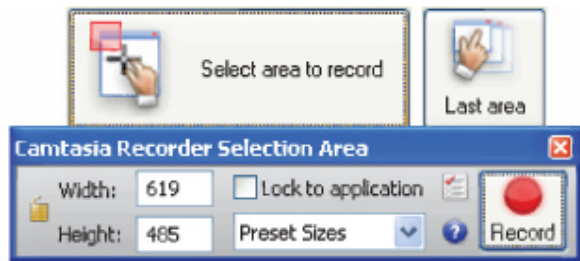 Select area to record
Last area
Camtasia Recorder Selection Area
Width: 619 Lock to application
Height: 485 Preset Sizes ? Record